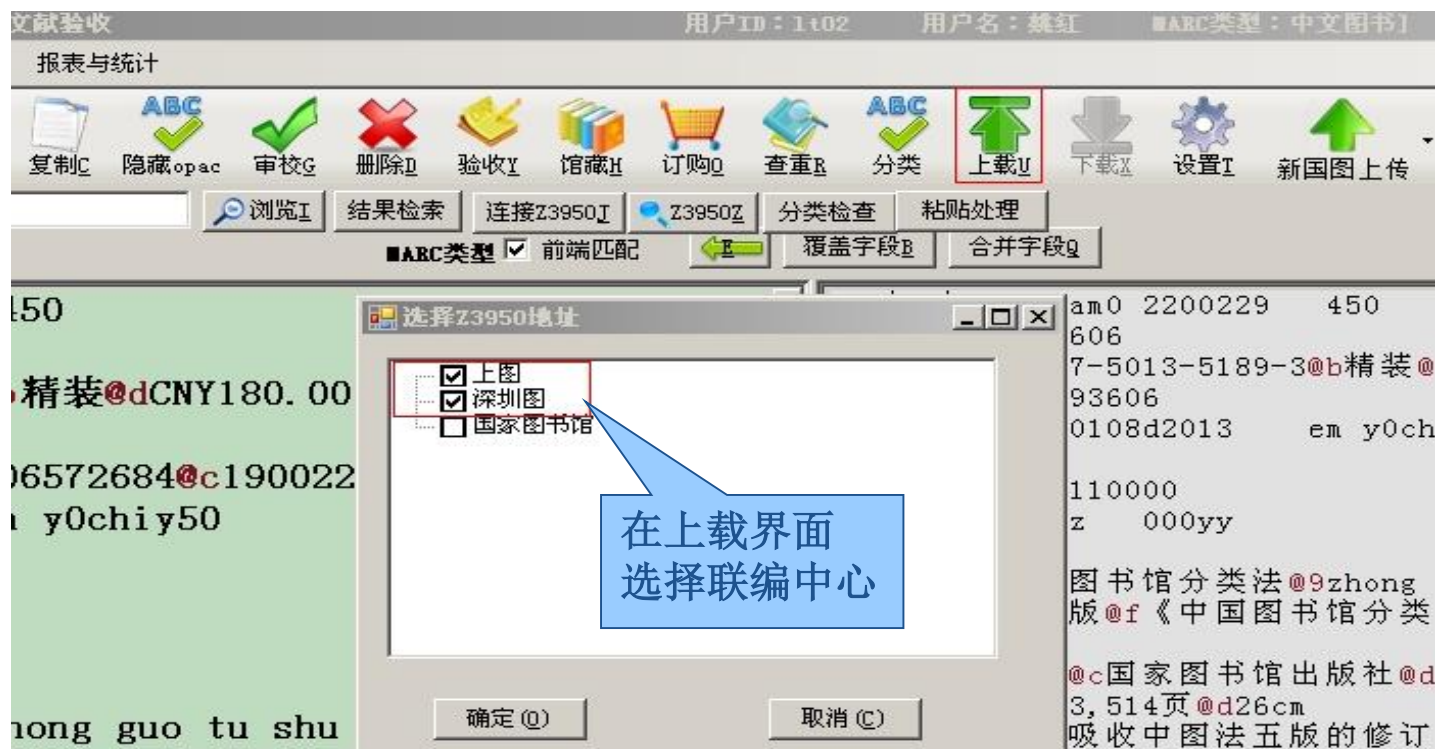 文献验收 用户ID：lt02 用户名：魏红 MARC类型：中文图书]
报表与统计
ABC ABC
复制C 隐藏opac 审校G 删除D 验收Y 馆藏H 订购O 查重R 分类 上载U 下载X 设置I 新国图上传
浏览I 结果检索 连接Z3950J Z3950Z 分类检查 粘贴处理
MARC类型 前端匹配 E 覆盖字段B 合并字段Q
450
选择Z3950地址
am0 2200229 450
606
上图
7-5013-5189-3@b精装@
精装@dCNY180.00
深圳图
93606
国家图书馆
0108d2013 em y0ch
06572684@c190022
110000
y0chiy50
z 000yy
在上载界面
选择联编中心
图书馆分类法@9zhong
版@f《中国图书馆分类
@c国家图书馆出版社@d
3,514页@d26cm
hong guo tu shu
确定(O) 取消(C)
吸收中图法五版的修订